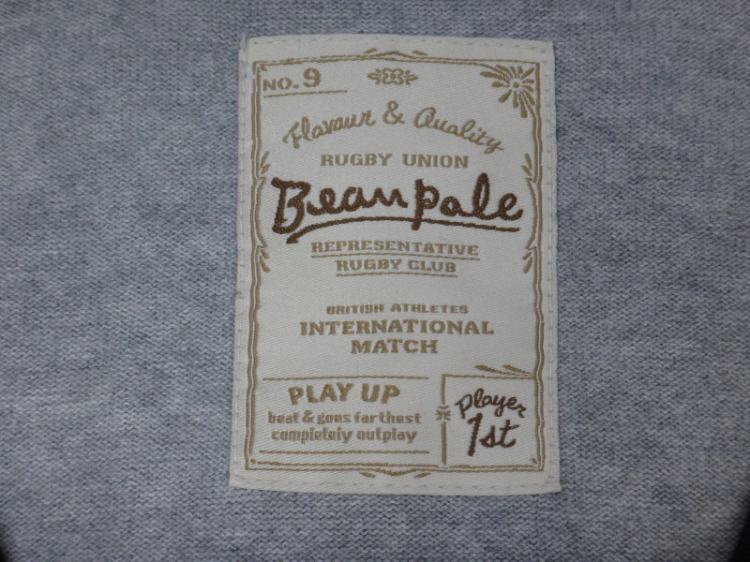 NO. 9
Flavour & Quality
RUGBY UNION
Beaupale
REPRESENTATIVE
RUGBY CLUB
BRITISH ATHLETES
INTERNATIONAL
MATCH
PLAY UP
beat & goes farthest
completely outplay
Player
1st